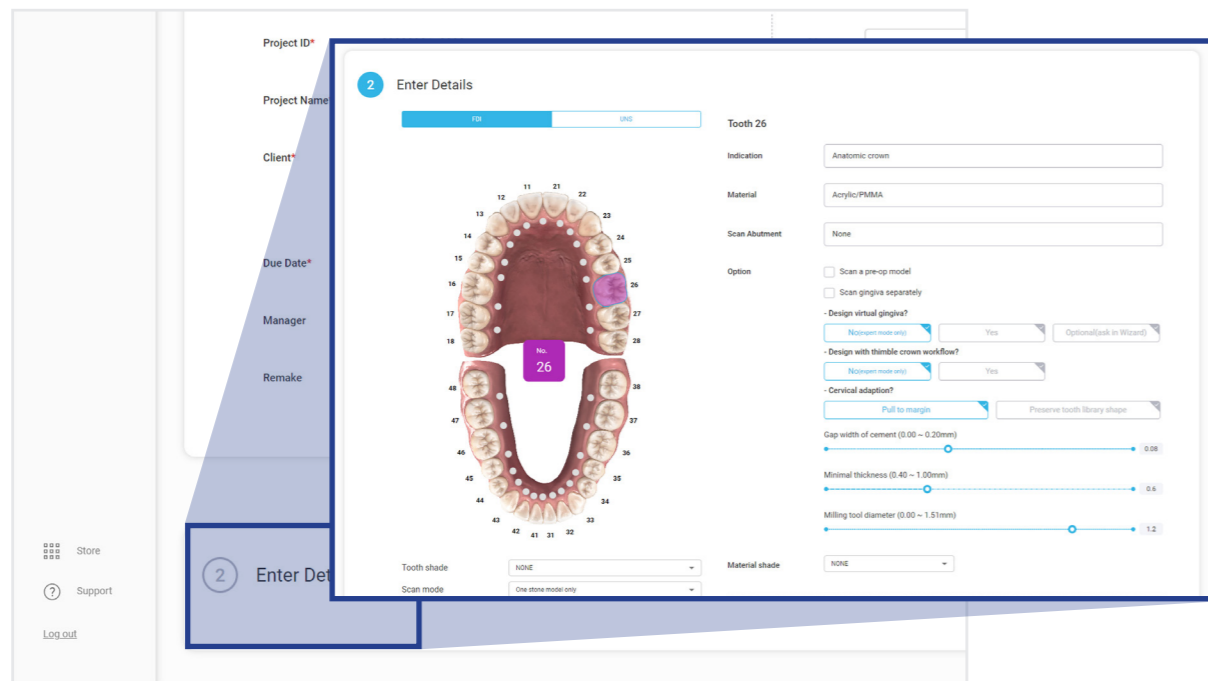 Project ID*
Project Name*
Client*
Due Date*
Manager
Remake
Store
? Support
Log out
2 Enter Det
2 Enter Details
FDI UNS
11 21
12 22
13 23
14 24
15 25
16 26
17 27
18 28
No.
26
48 38
47 37
46 36
45 35
44 34
43 33
42 41 31 32
Tooth shade NONE
Scan mode One stone model only
Tooth 26
Indication Anatomic crown
Material Acrylic/PMMA
Scan Abutment None
Option Scan a pre-op model
Scan gingiva separately
- Design virtual gingiva?
No(expert mode only) Yes Optional(ask in Wizard)
- Design with thimble crown workflow?
No(expert mode only) Yes
- Cervical adaption?
Pull to margin Preserve tooth library shape
Gap width of cement (0.00 ~ 0.20mm)
0.08
Minimal thickness (0.40 ~ 1.00mm)
0.6
Milling tool diameter (0.00 ~ 1.51mm)
1.2
Material shade NONE